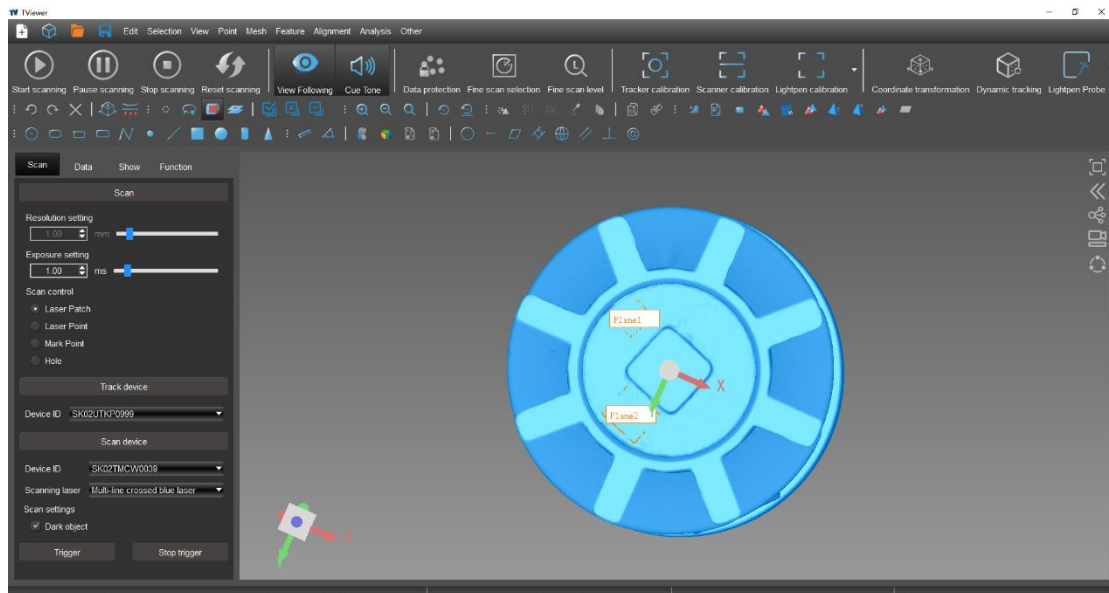 TViewer
Edit Selection View Point Mesh Feature Alignment Analysis Other
Start scanning Pause scanning Stop scanning Reset scanning View Following Cue Tone Data protection Fine scan selection Fine scan level Tracker calibration Scanner calibration Lightpen calibration Coordinate transformation Dynamic tracking Lightpen Probe
Scan Data Show Function
Scan
Resolution setting
1.00 mm
Exposure setting
1.00 ms
Scan control
Laser Patch
Laser Point
Mark Point
Hole
Track device
Device ID SK02UTKP0999
Scan device
Device ID SK02TMCW0039
Scanning laser Multi-line crossed blue laser
Scan settings
Dark object
Trigger Stop trigger
Plane1
X
Plane2